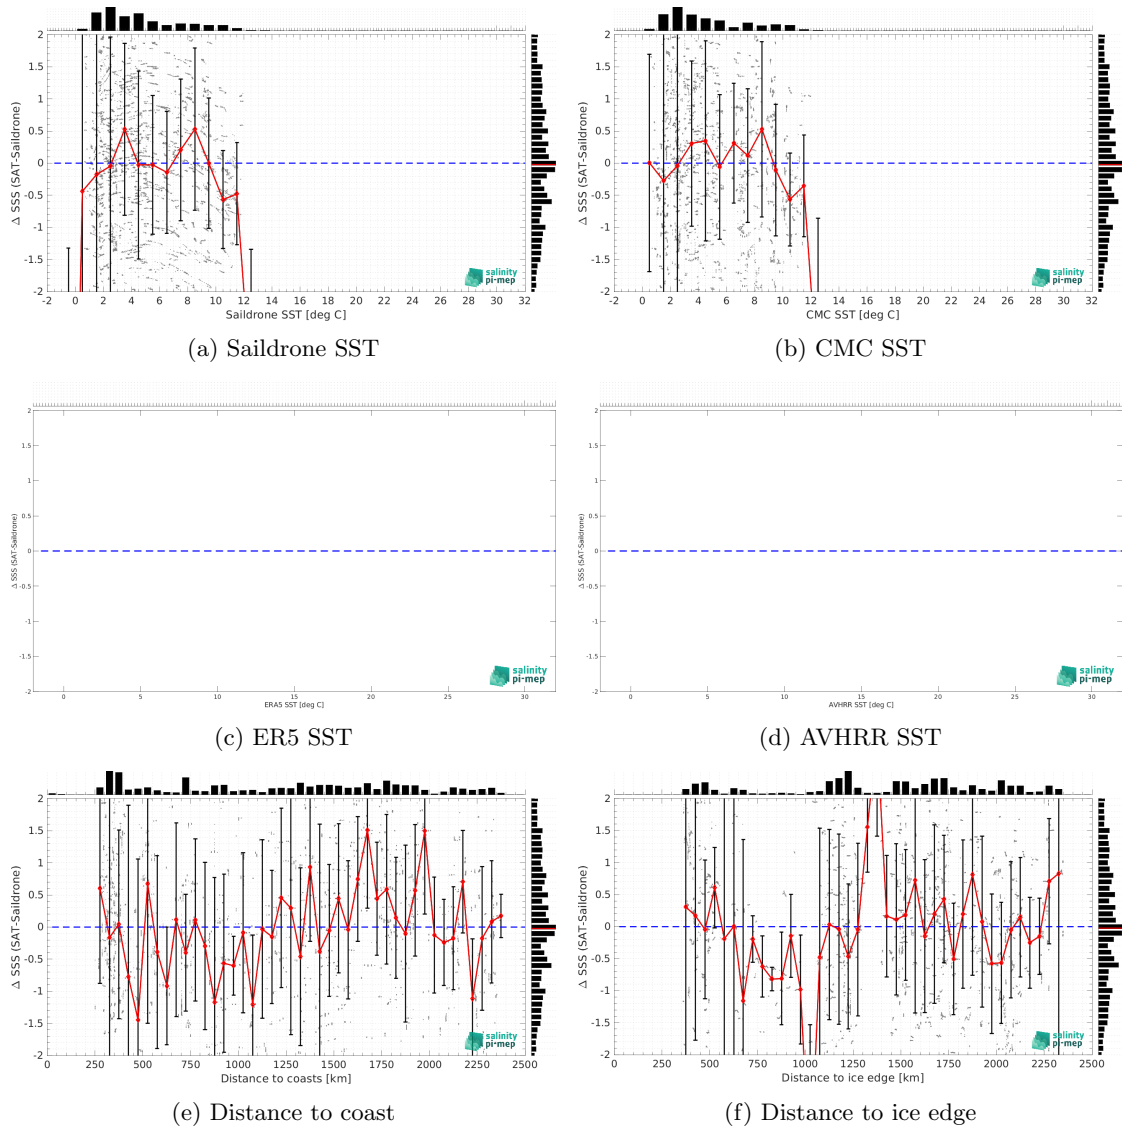 2
1.5
1
0.5
0
-0.5
-1
-1.5
-2
Δ SSS (SAT-Saildrone)
-2 0 2 4 6 8 10 12 14 16 18 20 22 24 26 28 30 32
Saildrone SST [deg C]
salinity
pi-mep
(a) Saildrone SST
2
1.5
1
0.5
0
-0.5
-1
-1.5
-2
Δ SSS (SAT-Saildrone)
-2 0 2 4 6 8 10 12 14 16 18 20 22 24 26 28 30 32
CMC SST [deg C]
salinity
pi-mep
(b) CMC SST
2
1.5
1
0.5
0
-0.5
-1
-1.5
-2
Δ SSS (SAT-Saildrone)
0 5 10 15 20 25 30
ERA5 SST [deg C]
salinity
pi-mep
(c) ER5 SST
2
1.5
1
0.5
0
-0.5
-1
-1.5
-2
Δ SSS (SAT-Saildrone)
0 5 10 15 20 25 30
AVHRR SST [deg C]
salinity
pi-mep
(d) AVHRR SST
2
1.5
1
0.5
0
-0.5
-1
-1.5
-2
Δ SSS (SAT-Saildrone)
0 250 500 750 1000 1250 1500 1750 2000 2250 2500
Distance to coasts [km]
salinity
pi-mep
(e) Distance to coast
2
1.5
1
0.5
0
-0.5
-1
-1.5
-2
Δ SSS (SAT-Saildrone)
0 250 500 750 1000 1250 1500 1750 2000 2250 2500
Distance to ice edge [km]
salinity
pi-mep
(f) Distance to ice edge